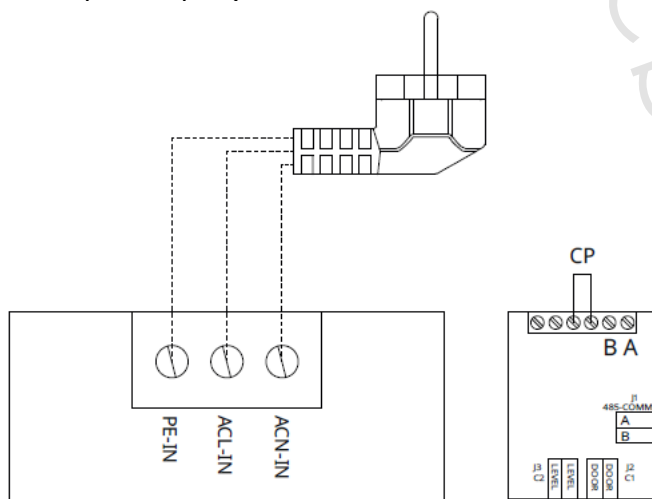 CP
B A
PE-IN
ACL-IN
ACN-IN
J1
485-COMM
A
B
J3
C2
LEVEL
LEVEL
DOOR
DOOR
J2
C1